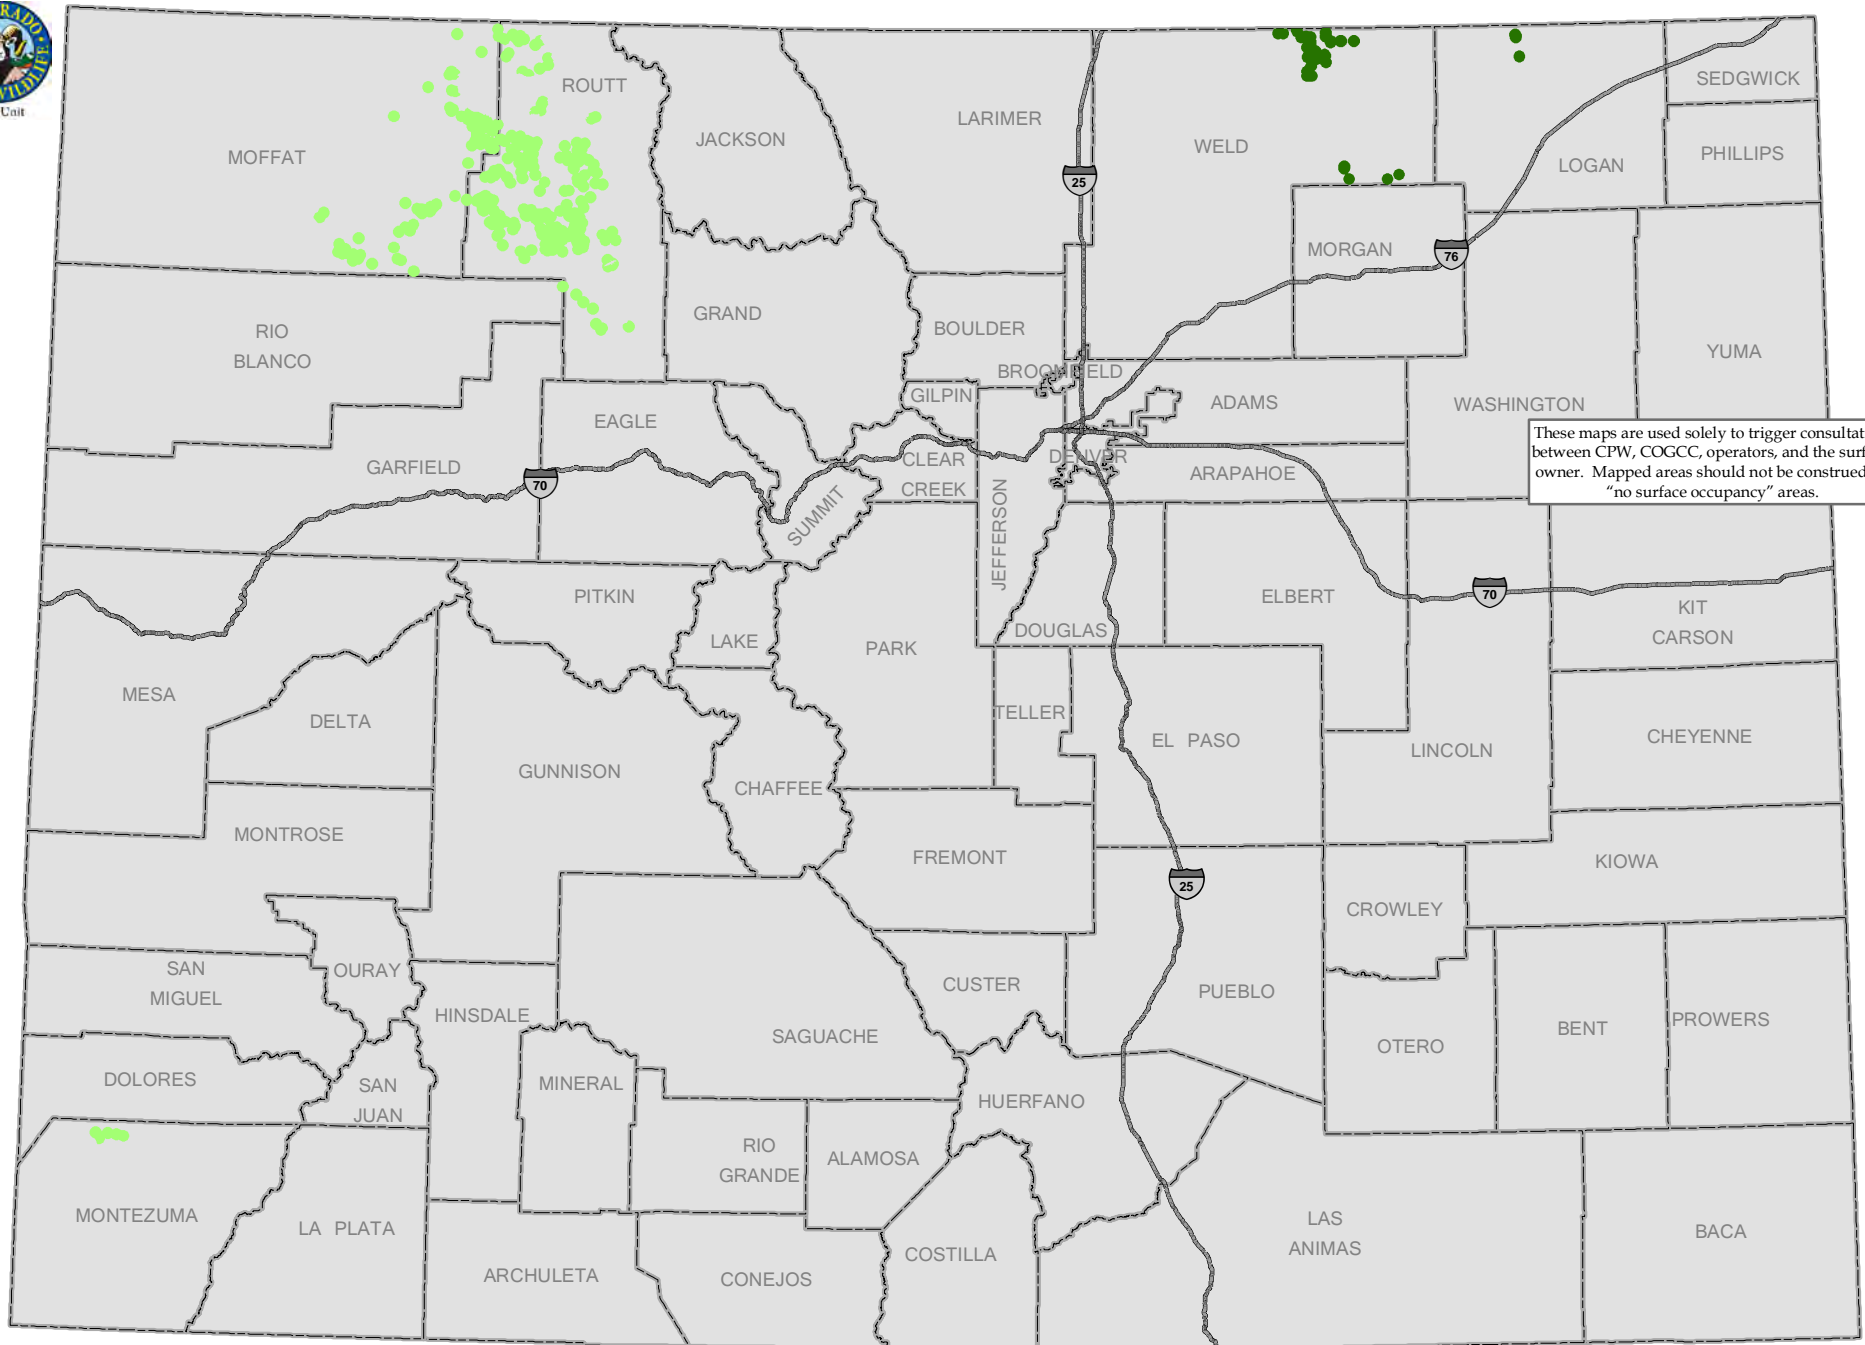 RADO
WILDLIFE
Unit
ROUTT
SEDGWICK
LARIMER
JACKSON
WELD
MOFFAT
PHILLIPS
LOGAN
25
MORGAN
76
GRAND
RIO
BLANCO
BOULDER
YUMA
BROOMFIELD
GILPIN
ADAMS
WASHINGTON
EAGLE
These maps are used solely to trigger consultat
between CPW, COGCC, operators, and the surf
owner. Mapped areas should not be construed
“no surface occupancy” areas.
GARFIELD
CLEAR
CREEK
DENVER
ARAPAHOE
70
SUMMIT
JEFFERSON
PITKIN
ELBERT
70
KIT
CARSON
DOUGLAS
LAKE
PARK
MESA
DELTA
TELLER
EL PASO
LINCOLN
CHEYENNE
GUNNISON
CHAFFEE
MONTROSE
FREMONT
KIOWA
25
CROWLEY
SAN
MIGUEL
OURAY
CUSTER
PUEBLO
HINSDALE
PROWERS
BENT
SAGUACHE
OTERO
DOLORES
SAN
JUAN
MINERAL
HUERFANO
RIO
GRANDE
ALAMOSA
MONTEZUMA
LA PLATA
LAS
ANIMAS
BACA
COSTILLA
ARCHULETA
CONEJOS